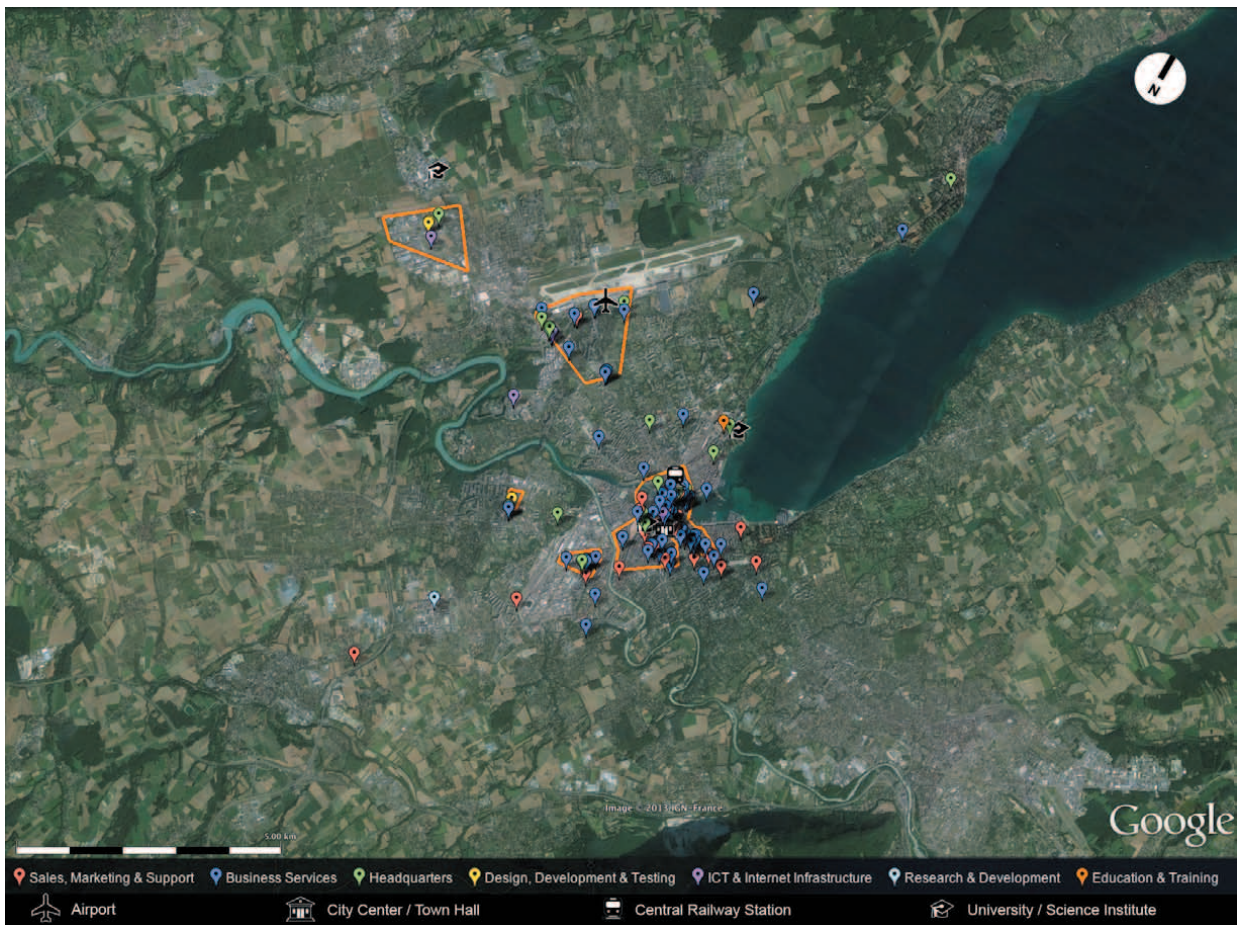 N
5.00 km
Image © 2013 IGN-France
Google
Sales, Marketing & Support Business Services Headquarters Design, Development & Testing ICT & Internet Infrastructure Research & Development Education & Training
Airport City Center / Town Hall Central Railway Station University / Science Institute